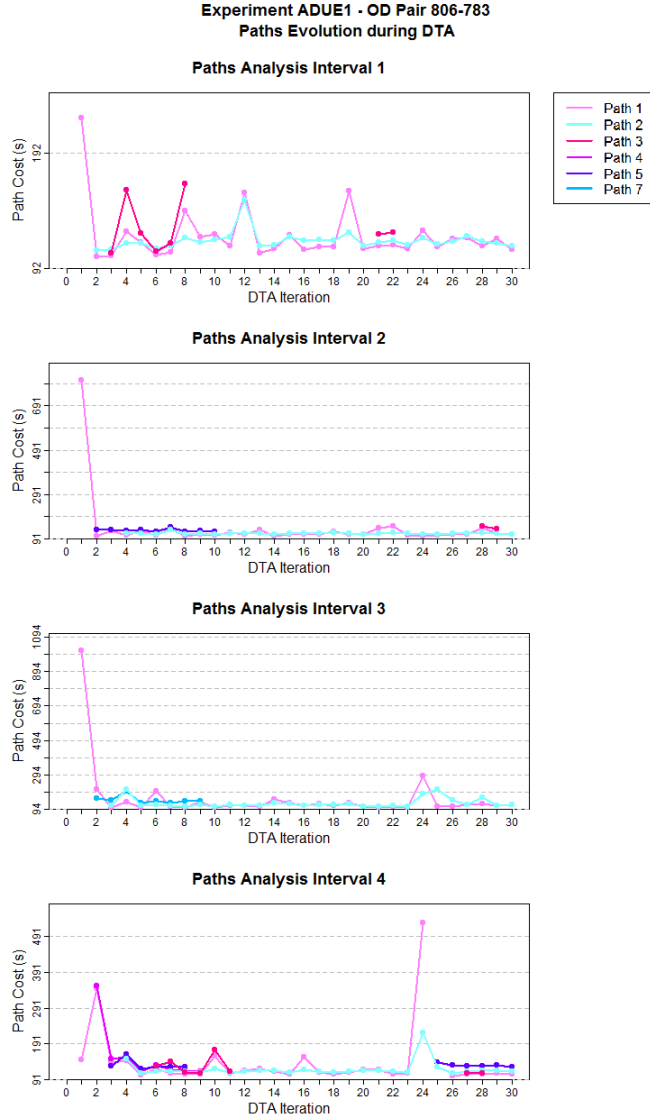 Experiment ADUE1 - OD Pair 806-783
Paths Evolution during DTA
Paths Analysis Interval 1
Path Cost (s)
192
92
0 2 4 6 8 10 12 14 16 18 20 22 24 26 28 30
DTA Iteration
Path 1
Path 2
Path 3
Path 4
Path 5
Path 7
Paths Analysis Interval 2
Path Cost (s)
691
491
291
91
0 2 4 6 8 10 12 14 16 18 20 22 24 26 28 30
DTA Iteration
Paths Analysis Interval 3
Path Cost (s)
1094
894
694
494
294
94
0 2 4 6 8 10 12 14 16 18 20 22 24 26 28 30
DTA Iteration
Paths Analysis Interval 4
Path Cost (s)
491
391
291
191
91
0 2 4 6 8 10 12 14 16 18 20 22 24 26 28 30
DTA Iteration